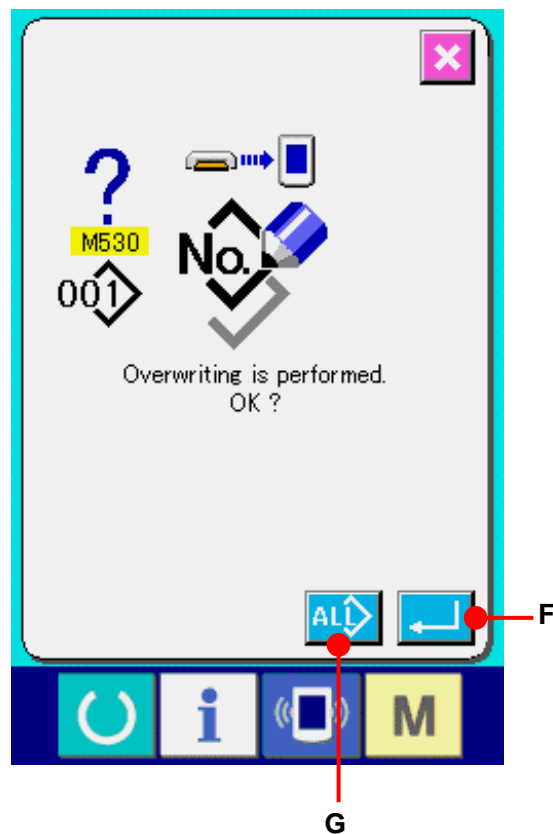 M530
No.
001
Overwriting is performed.
OK ?
ALL
F
i
M
G